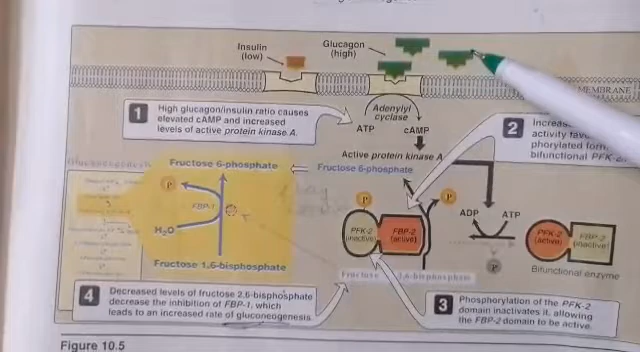 Insulin
(low)
Glucagon
(high)
MEMBRANE
1
High glucagon/insulin ratio causes
elevated cAMP and increased
levels of active protein kinase A.
Adenylyl
cyclase
ATP
cAMP
Active protein kinase A
2
Increas
activity fav
phorylated form
bifunctional PFK-2
Fructose 6-phosphate
Fructose 6-phosphate
P
FBP-1
H₂O
Fructose 1,6-bisphosphate
P
P
PFK-2
(inactive)
FBP-2
(active)
ADP
ATP
P
PFK-2
(active)
FBP-2
(inactive)
Bifunctional enzyme
Fructose
-bisphosphate
4
Decreased levels of fructose 2,6-bisphosphate
decrease the inhibition of FBP-1, which
leads to an increased rate of gluconeogenesis
3
Phosphorylation of the PFK-2
domain inactivates it, allowing
the FBP-2 domain to be active.
Figure 10.5